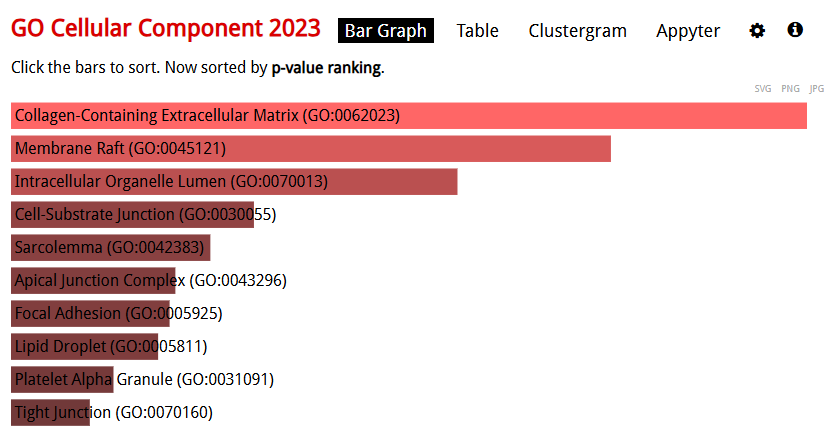 GO Cellular Component 2023 Bar Graph Table Clustergram Appyter
Click the bars to sort. Now sorted by p-value ranking.
SVG PNG JPG
Collagen-Containing Extracellular Matrix (GO:0062023)
Membrane Raft (GO:0045121)
Intracellular Organelle Lumen (GO:0070013)
Cell-Substrate Junction (GO:0030055)
Sarcolemma (GO:0042383)
Apical Junction Complex (GO:0043296)
Focal Adhesion (GO:0005925)
Lipid Droplet (GO:0005811)
Platelet Alpha Granule (GO:0031091)
Tight Junction (GO:0070160)